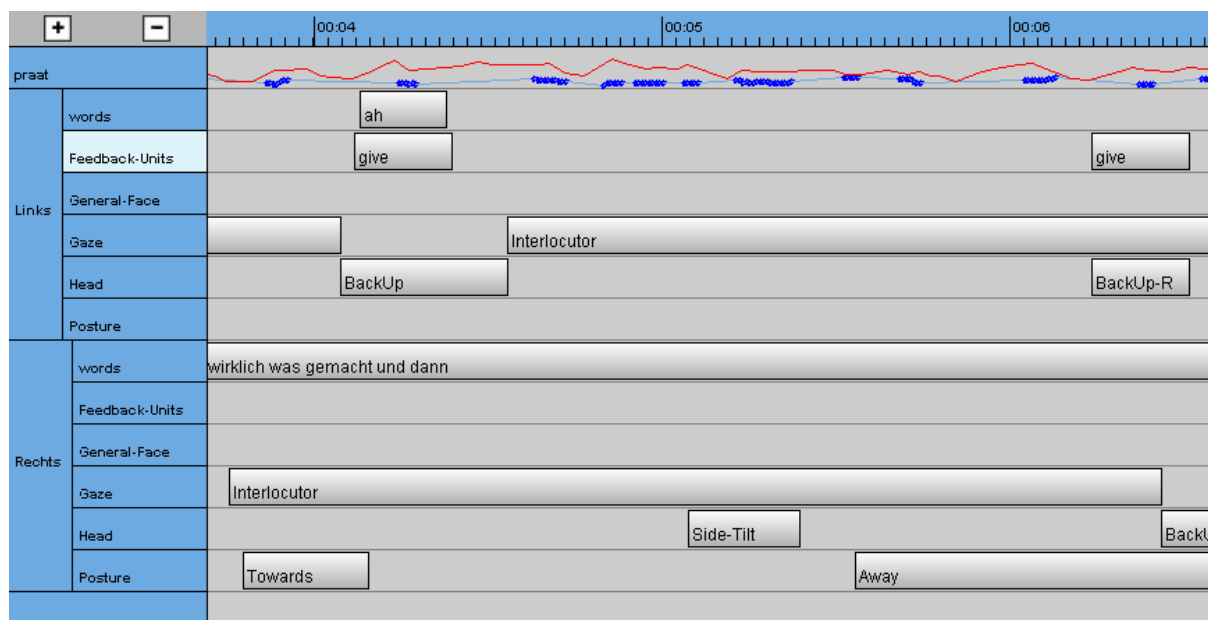 + - 00:04 00:05 00:06
praat
Links
words ah
Feedback-Units give give
General-Face
Gaze Interlocutor
Head BackUp BackUp-R
Posture
Rechts
words wirklich was gemacht und dann
Feedback-Units
General-Face
Gaze Interlocutor
Head Side-Tilt BackU
Posture Towards Away